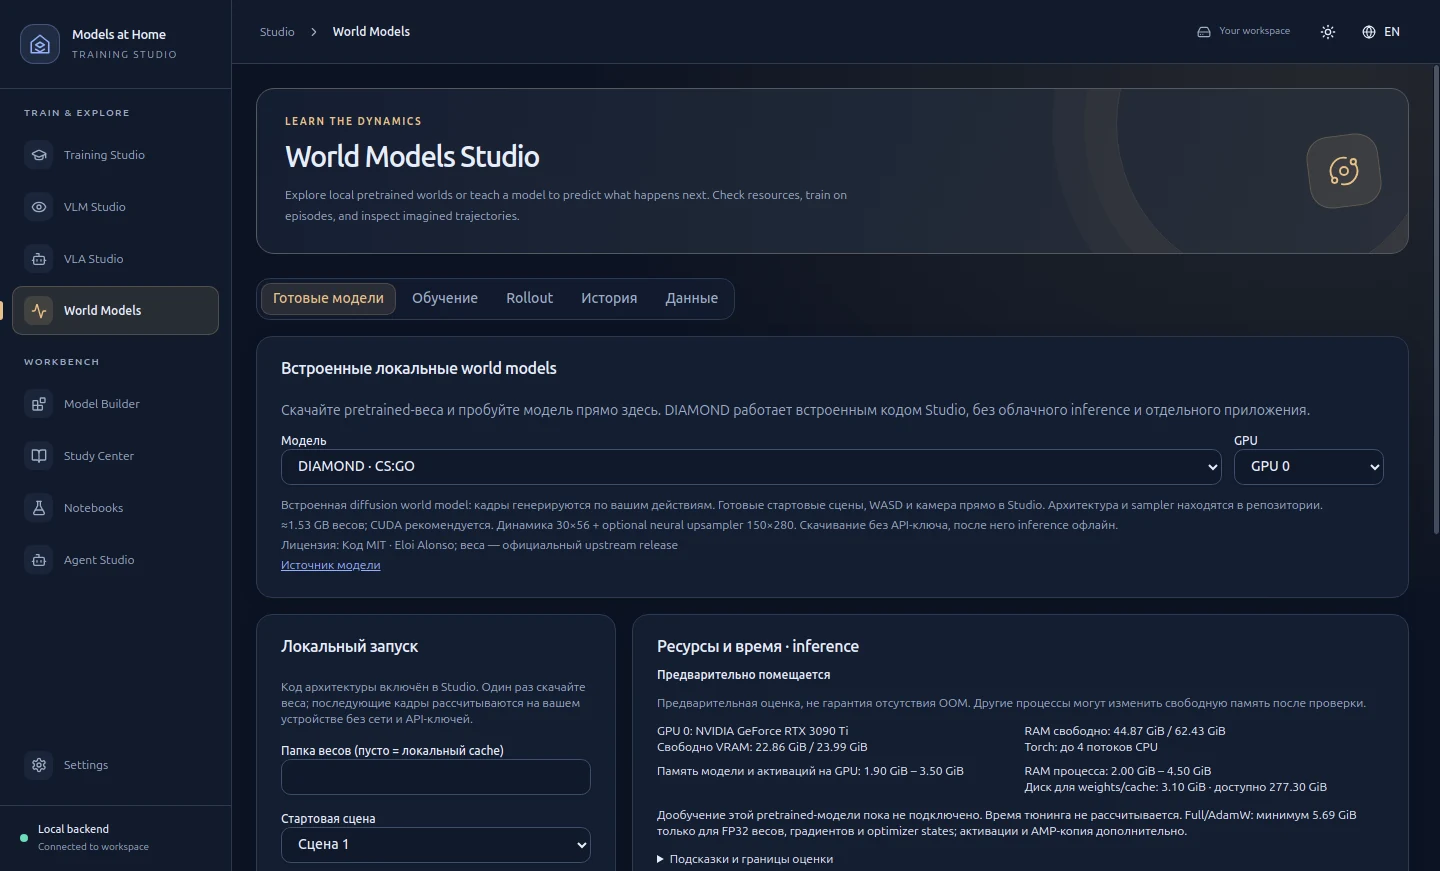 Models at Home
TRAINING STUDIO
Studio
World Models
Your workspace
EN
TRAIN & EXPLORE
Training Studio
VLM Studio
VLA Studio
World Models
WORKBENCH
Model Builder
Study Center
Notebooks
Agent Studio
Settings
Local backend
Connected to workspace
LEARN THE DYNAMICS
World Models Studio
Explore local pretrained worlds or teach a model to predict what happens next. Check resources, train on
episodes, and inspect imagined trajectories.
Готовые модели
Обучение
Rollout
История
Данные
Встроенные локальные world models
Скачайте pretrained-веса и пробуйте модель прямо здесь. DIAMOND работает встроенным кодом Studio, без облачного inference и отдельного приложения.
Модель
GPU
DIAMOND · CS:GO
GPU 0
Встроенная diffusion world model: кадры генерируются по вашим действиям. Готовые стартовые сцены, WASD и камера прямо в Studio. Архитектура и sampler находятся в репозитории.
≈1.53 GB весов; CUDA рекомендуется. Динамика 30×56 + optional neural upsampler 150×280. Скачивание без API-ключа, после него inference офлайн.
Лицензия: Код MIT · Eloi Alonso; веса — официальный upstream release
Источник модели
Локальный запуск
Код архитектуры включён в Studio. Один раз скачайте
веса; последующие кадры рассчитываются на вашем
устройстве без сети и API-ключей.
Папка весов (пусто = локальный cache)
Стартовая сцена
Сцена 1
Ресурсы и время · inference
Предварительно помещается
Предварительная оценка, не гарантия отсутствия OOM. Другие процессы могут изменить свободную память после проверки.
GPU 0: NVIDIA GeForce RTX 3090 Ti
Свободно VRAM: 22.86 GiB / 23.99 GiB
RAM свободно: 44.87 GiB / 62.43 GiB
Torch: до 4 потоков CPU
Память модели и активаций на GPU: 1.90 GiB – 3.50 GiB
RAM процесса: 2.00 GiB – 4.50 GiB
Диск для weights/cache: 3.10 GiB · доступно 277.30 GiB
Дообучение этой pretrained-модели пока не подключено. Время тюнинга не рассчитывается. Full/AdamW: минимум 5.69 GiB
только для FP32 весов, градиентов и optimizer states; активации и AMP-копия дополнительно.
Подсказки и границы оценки